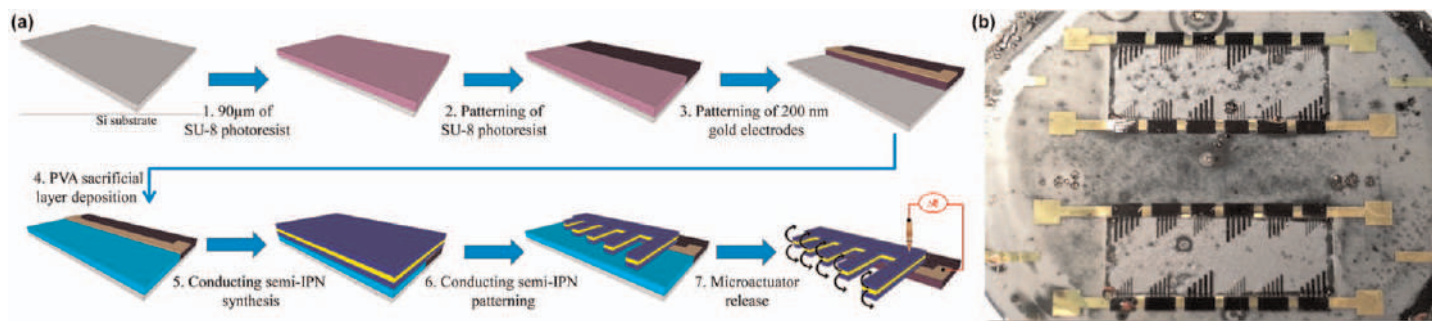 (a)
(b)
Si substrate
1. 90µm of
SU-8 photoresist
2. Patterning of
SU-8 photoresist
3. Patterning of 200 nm
gold electrodes
4. PVA sacrificial
layer deposition
5. Conducting semi-IPN
synthesis
6. Conducting semi-IPN
patterning
7. Microactuator
release
ΔE